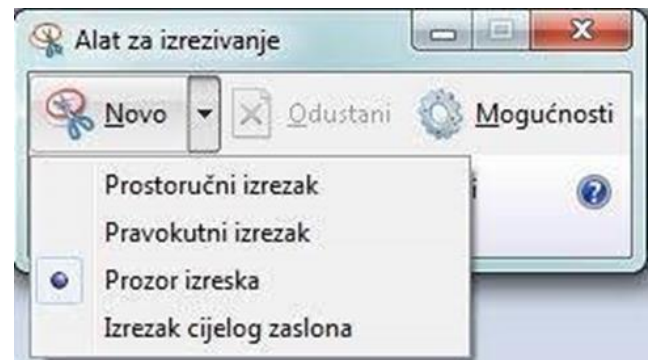 Alat za izrezivanje
Novo Odustani Mogućnosti
Prostoručni izrezak
Pravokutni izrezak
Prozor izreska
Izrezak cijelog zaslona